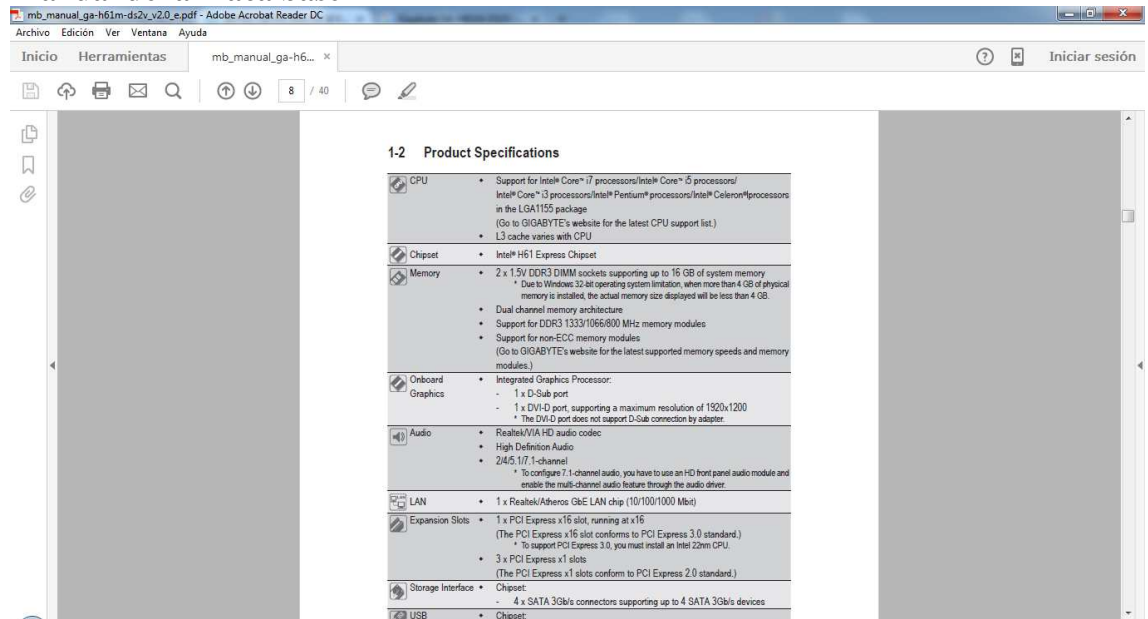 mb_manual_ga-h61m-ds2v_v2.0_e.pdf - Adobe Acrobat Reader DC
Archivo Edición Ver Ventana Ayuda
Inicio Herramientas mb_manual_ga-h6... × Iniciar sesión
8 / 40
1-2 Product Specifications
CPU • Support for Intel® Core™ i7 processors/Intel® Core™ i5 processors/
Intel® Core™ i3 processors/Intel® Pentium® processors/Intel® Celeron®processors
in the LGA1155 package
(Go to GIGABYTE's website for the latest CPU support list.)
• L3 cache varies with CPU
Chipset • Intel® H61 Express Chipset
Memory • 2 x 1.5V DDR3 DIMM sockets supporting up to 16 GB of system memory
* Due to Windows 32-bit operating system limitation, when more than 4 GB of physical
memory is installed, the actual memory size displayed will be less than 4 GB.
• Dual channel memory architecture
• Support for DDR3 1333/1066/800 MHz memory modules
• Support for non-ECC memory modules
(Go to GIGABYTE's website for the latest supported memory speeds and memory
modules.)
Onboard • Integrated Graphics Processor:
Graphics - 1 x D-Sub port
- 1 x DVI-D port, supporting a maximum resolution of 1920x1200
* The DVI-D port does not support D-Sub connection by adapter.
Audio • Realtek/VIA HD audio codec
• High Definition Audio
• 2/4/5.1/7.1-channel
* To configure 7.1-channel audio, you have to use an HD front panel audio module and
enable the multi-channel audio feature through the audio driver.
LAN • 1 x Realtek/Atheros GbE LAN chip (10/100/1000 Mbit)
Expansion Slots • 1 x PCI Express x16 slot, running at x16
(The PCI Express x16 slot conforms to PCI Express 3.0 standard.)
* To support PCI Express 3.0, you must install an Intel 22nm CPU.
• 3 x PCI Express x1 slots
(The PCI Express x1 slots conform to PCI Express 2.0 standard.)
Storage Interface • Chipset:
- 4 x SATA 3Gb/s connectors supporting up to 4 SATA 3Gb/s devices
USB • Chipset: